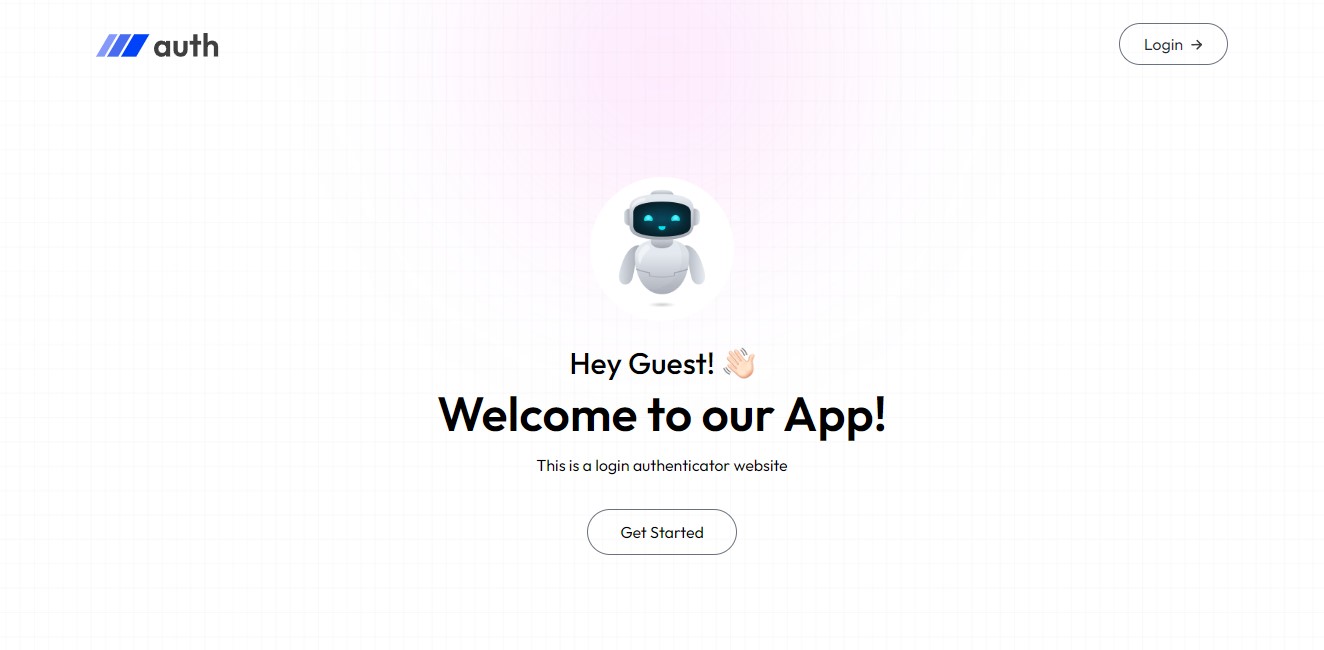 auth
Login →
Hey Guest! 👋🏻
Welcome to our App!
This is a login authenticator website
Get Started